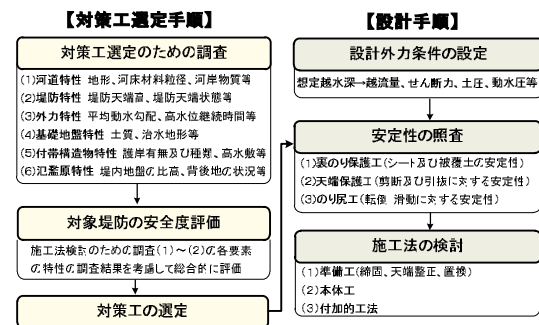 【対策工選定手順】
対策工選定のための調査
(1)河道特性 地形、河床材料粒径、河岸物質等
(2)堤防特性 堤防天端高、堤防天端状態等
(3)外力特性 平均動水勾配、高水位継続時間等
(4)基礎地盤特性 土質、治水地形等
(5)付帯構造物特性 護岸有無及び種類、高水敷等
(6)氾濫原特性 堤内地盤の比高、背後地の状況等
対象堤防の安全度評価
施工法検討のための調査(1)～(2)の各要素
の特性の調査結果を考慮して総合的に評価
対策工の選定
【設計手順】
設計外力条件の設定
想定越水深→越流量、せん断力、土圧、動水圧等
安定性の照査
(1)裏のり保護工(シート及び被覆土の安定性)
(2)天端保護工(剪断及び引抜に対する安定性)
(3)のり尻工(転倒 滑動に対する安定性)
施工法の検討
(1)準備工(締固、天端整正、置換)
(2)本体工
(3)付加的工法